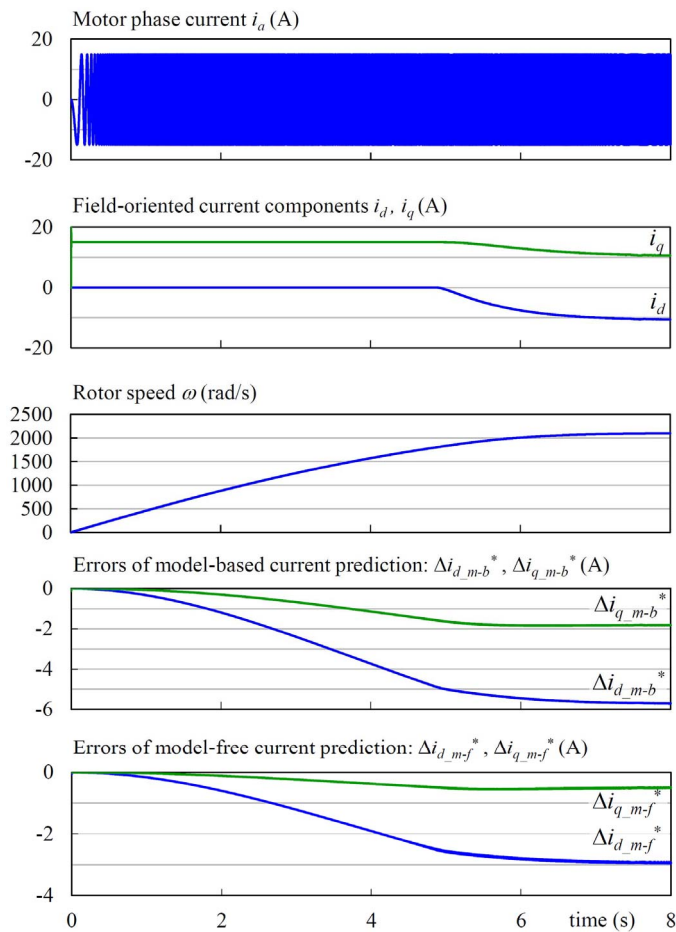 Motor phase current i_a (A)
20
0
-20
Field-oriented current components i_d, i_q (A)
20
i_q
0
i_d
-20
Rotor speed ω (rad/s)
2500
2000
1500
1000
500
0
Errors of model-based current prediction: Δi_d_m-b*, Δi_q_m-b* (A)
0
Δi_q_m-b*
-2
-4
Δi_d_m-b*
-6
Errors of model-free current prediction: Δi_d_m-f*, Δi_q_m-f* (A)
0
Δi_q_m-f*
-2
Δi_d_m-f*
-4
0 2 4 6 time (s) 8